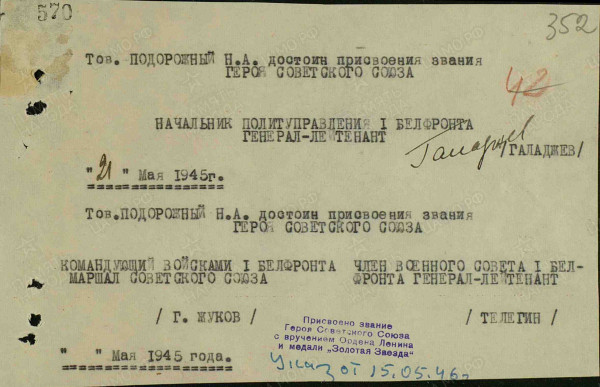 570
352
42
Тов. ПОДОРОЖНЫЙ Н.А. достоин присвоения звания
ГЕРОЯ СОВЕТСКОГО СОЮЗА
НАЧАЛЬНИК ПОЛИТУПРАВЛЕНИЯ I БЕЛФРОНТА
ГЕНЕРАЛ-ЛЕЙТЕНАНТ
/ГАЛАДЖЕВ/
"21" Мая 1945г.
Тов.ПОДОРОЖНЫЙ Н.А. достоин присвоения звания
ГЕРОЯ СОВЕТСКОГО СОЮЗА
КОМАНДУЮЩИЙ ВОЙСКАМИ I БЕЛФРОНТА
МАРШАЛ СОВЕТСКОГО СОЮЗА
ЧЛЕН ВОЕННОГО СОВЕТА I БЕЛ-
ФРОНТА ГЕНЕРАЛ-ЛЕЙТЕНАНТ
/ Г. ЖУКОВ /
/ ТЕЛЕГИН /
Присвоено звание
Героя Советского Союза
с вручением Ордена Ленина
и медали „Золотая Звезда"
Указ от 15.05.46г.
" " Мая 1945 года.